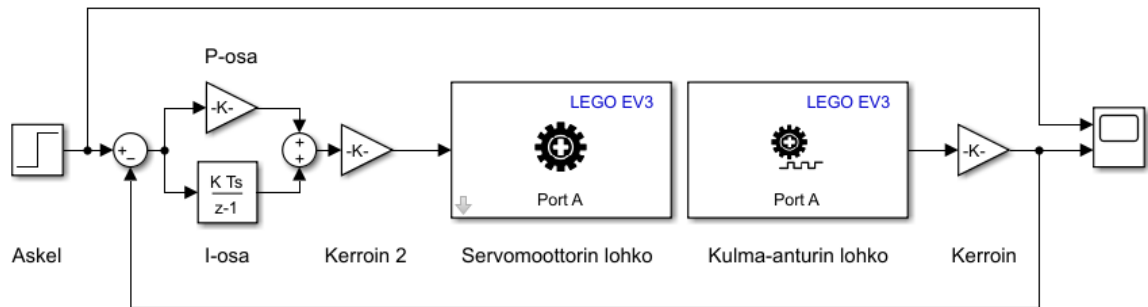 P-osa
-K-
LEGO EV3
LEGO EV3
+
−
K Ts
z-1
+
+
-K-
-K-
Port A
Port A
Askel
I-osa
Kerroin 2
Servomoottorin lohko
Kulma-anturin lohko
Kerroin